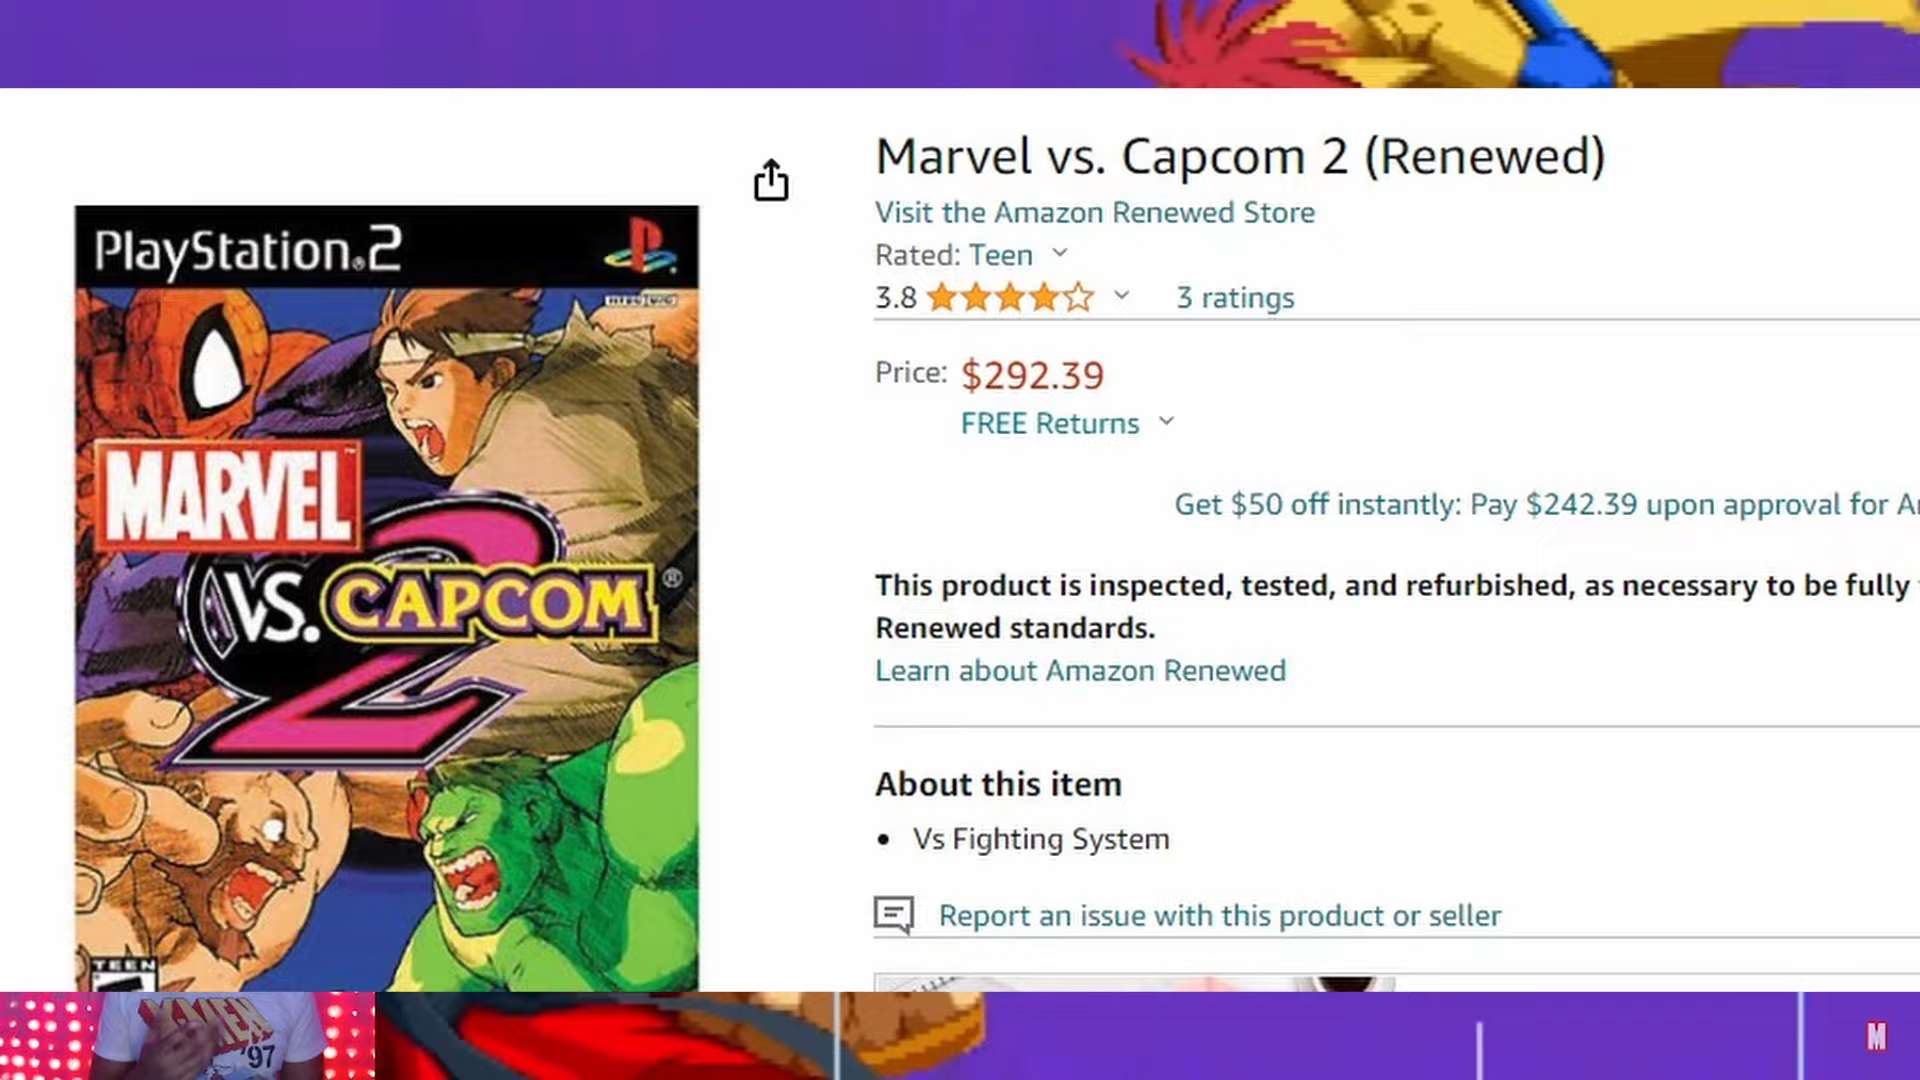 Marvel vs. Capcom 2 (Renewed)
Visit the Amazon Renewed Store
Rated: Teen
3.8
3 ratings
Price: $292.39
FREE Returns
Get $50 off instantly: Pay $242.39 upon approval for
This product is inspected, tested, and refurbished, as necessary to be fully
Renewed standards.
Learn about Amazon Renewed
About this item
• Vs Fighting System
Report an issue with this product or seller
PlayStation®2
MARVEL™
VS. CAPCOM®
2
TEEN
X-MEN
'97
M